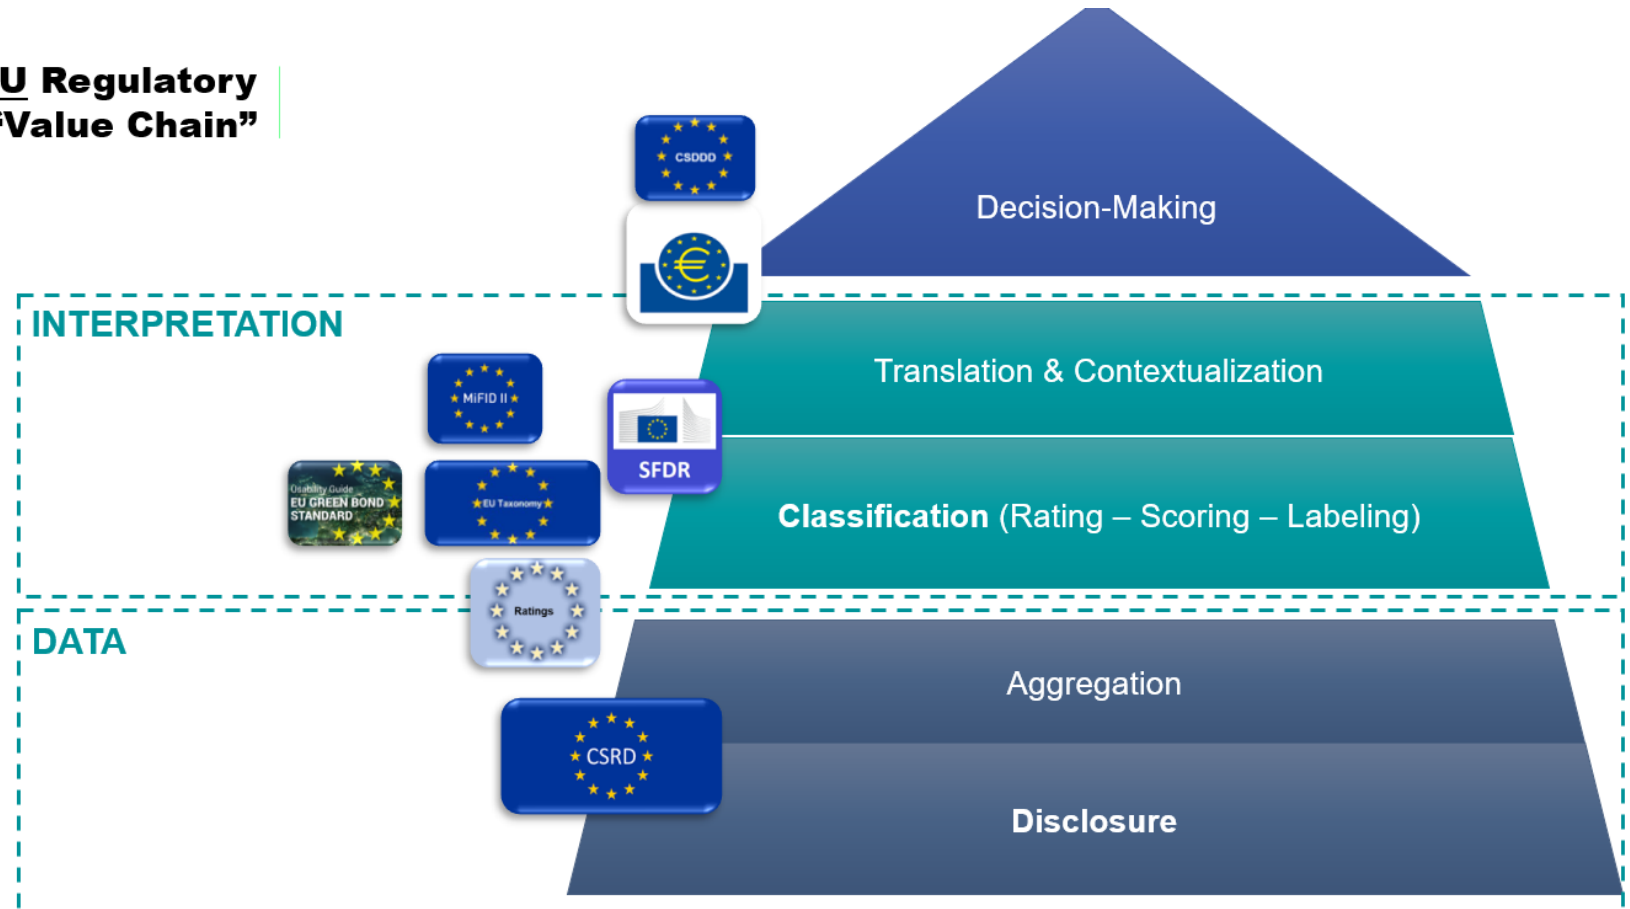 U Regulatory
“Value Chain”
CSDDD
Decision-Making
INTERPRETATION
Translation & Contextualization
MiFID II
SFDR
Usability Guide
EU GREEN BOND
STANDARD
EU Taxonomy
Classification (Rating – Scoring – Labeling)
Ratings
DATA
Aggregation
CSRD
Disclosure